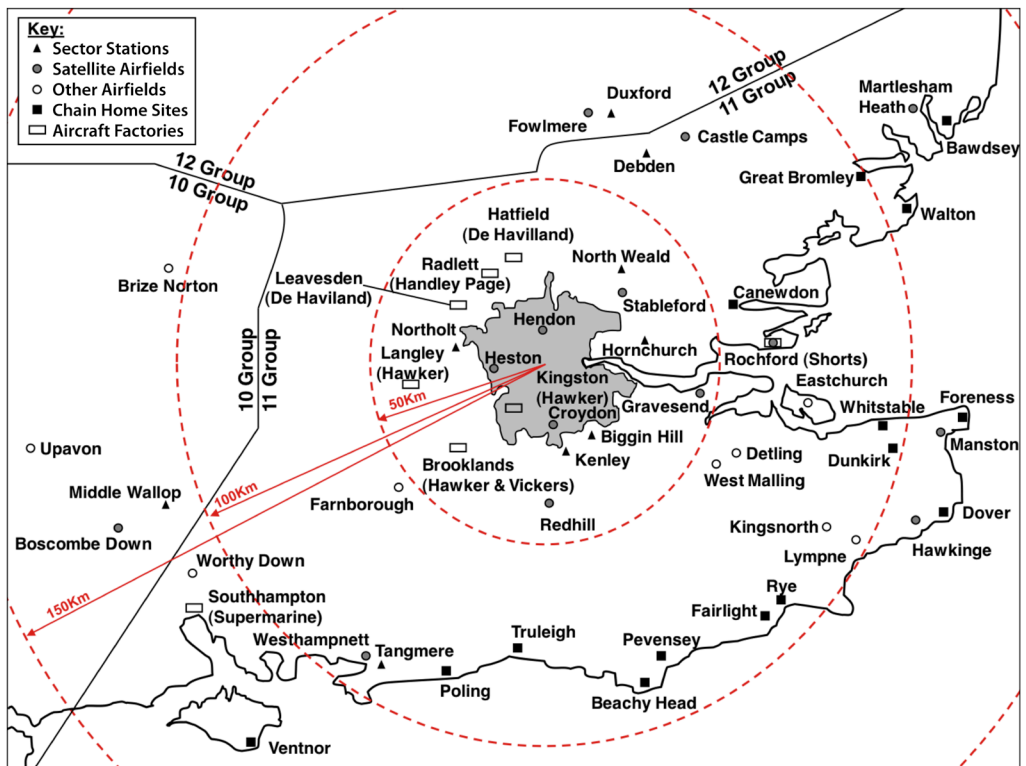 Key:
Sector Stations
Satellite Airfields
Other Airfields
Chain Home Sites
Aircraft Factories
12 Group
11 Group
Duxford
Fowlmere
Martlesham
Heath
Castle Camps
Bawdsey
Debden
12 Group
10 Group
Great Bromley
Walton
Hatfield
(De Havilland)
North Weald
Radlett
(Handley Page)
Leavesden
(De Haviland)
Brize Norton
Stableford
Canewdon
Hendon
Northolt
10 Group
11 Group
Langley
(Hawker)
Heston
Hornchurch
Rochford (Shorts)
Kingston
(Hawker)
Eastchurch
50Km
Croydon
Gravesend
Whitstable
Foreness
Biggin Hill
Manston
Upavon
Kenley
Detling
Dunkirk
Brooklands
(Hawker & Vickers)
West Malling
Middle Wallop
100Km
Farnborough
Redhill
Kingsnorth
Dover
Boscombe Down
Lympne
Hawkinge
Worthy Down
Rye
150Km
Southhampton
(Supermarine)
Fairlight
Westhampnett
Tangmere
Truleigh
Pevensey
Poling
Beachy Head
Ventnor